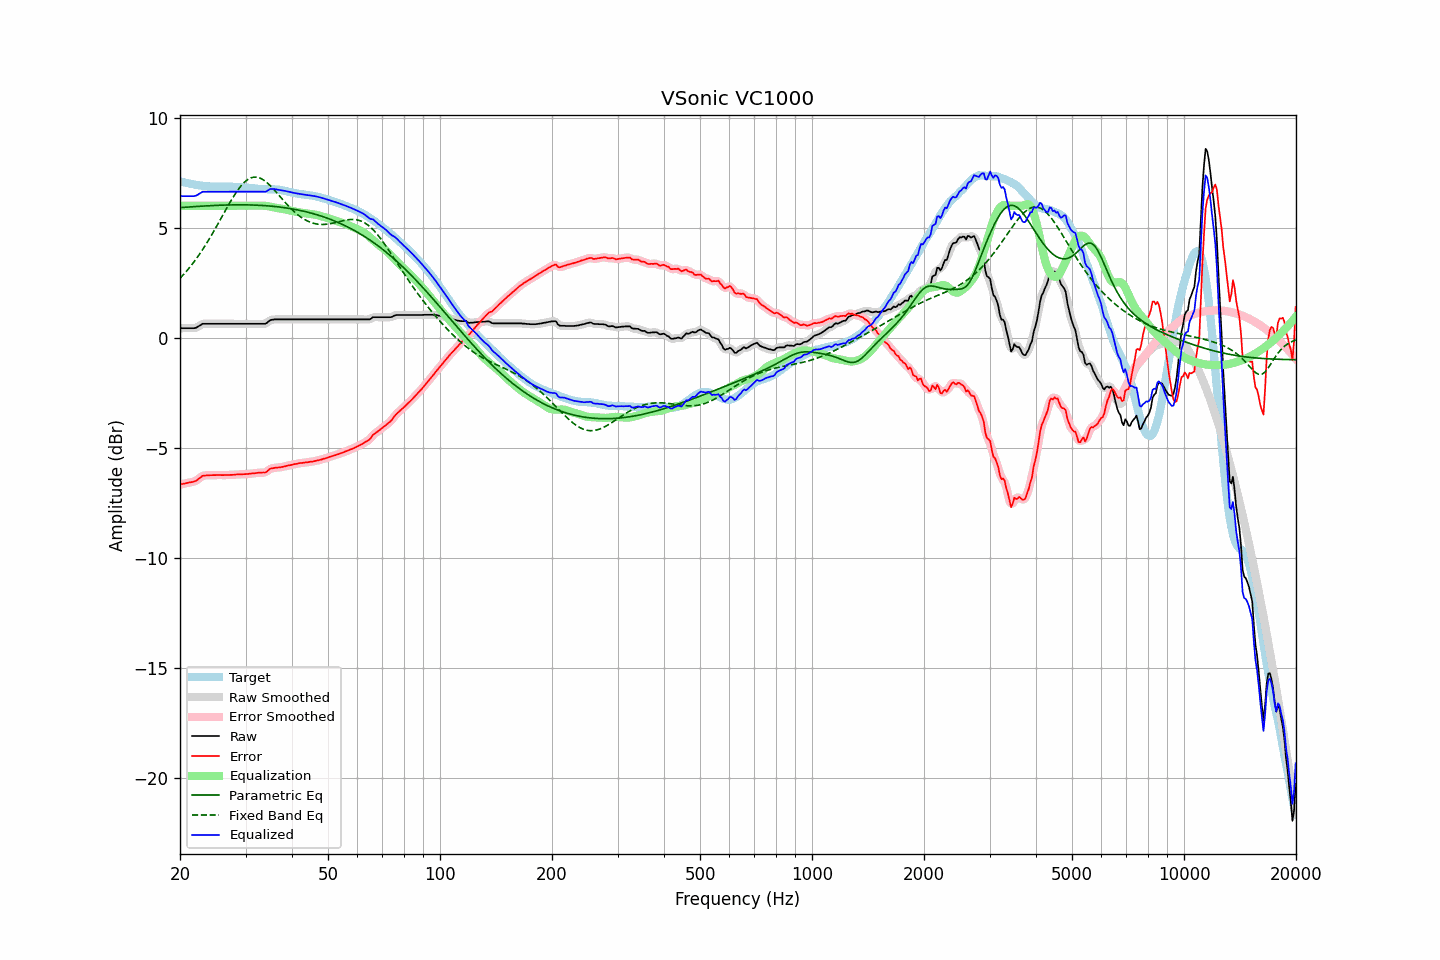 VSonic VC1000
Amplitude (dBr)
10
5
0
−5
−10
−15
−20
Target
Raw Smoothed
Error Smoothed
Raw
Error
Equalization
Parametric Eq
Fixed Band Eq
Equalized
20
50
100
200
500
1000
2000
5000
10000
20000
Frequency (Hz)